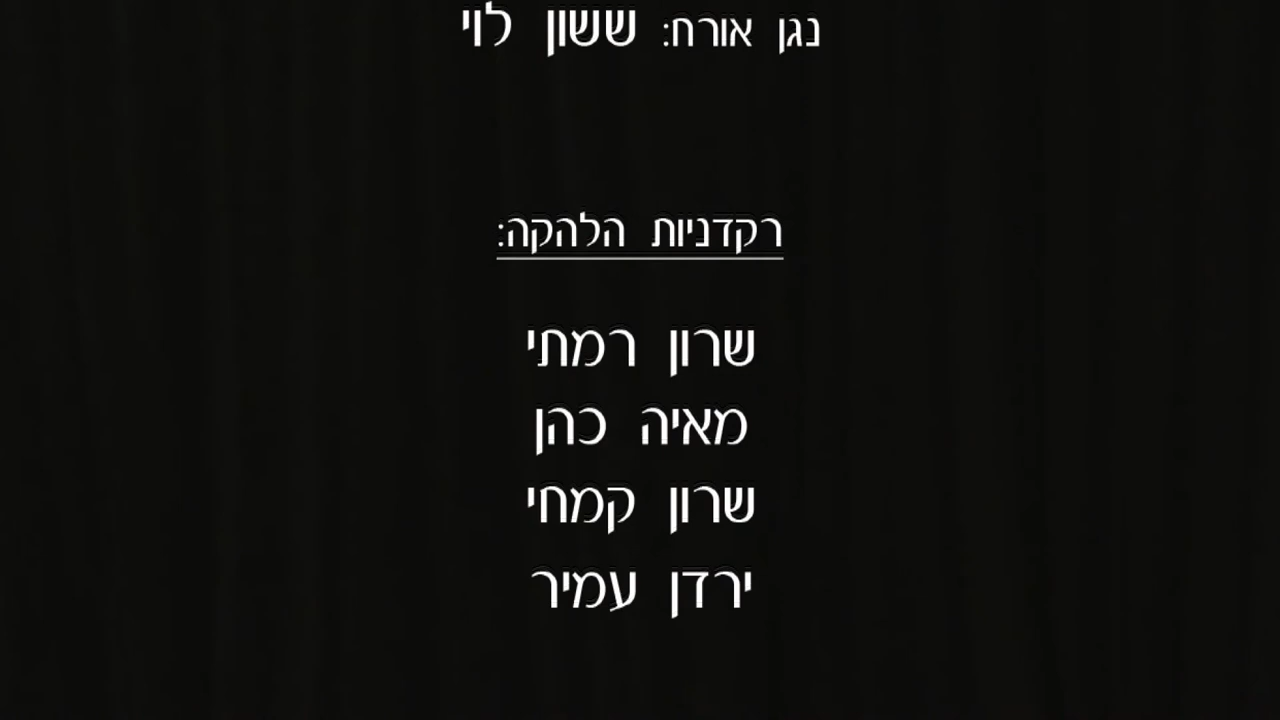 נגן אורח: ששון לוי
רקדניות הלהקה:
שרון רמתי
מאיה כהן
שרון קמחי
ירדן עמיר